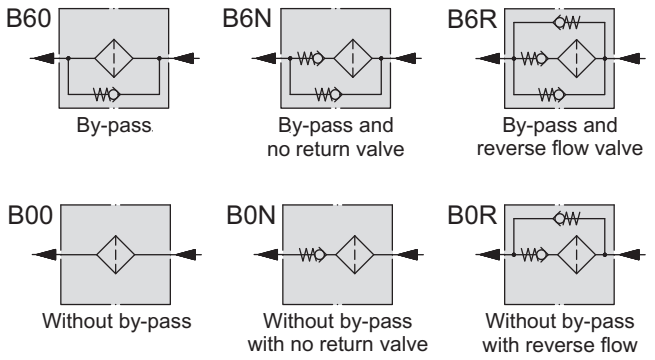 B60
B6N
B6R
By-pass.
By-pass and
no return valve
By-pass and
reverse flow valve
B00
B0N
B0R
Without by-pass
Without by-pass
with no return valve
Without by-pass
with reverse flow